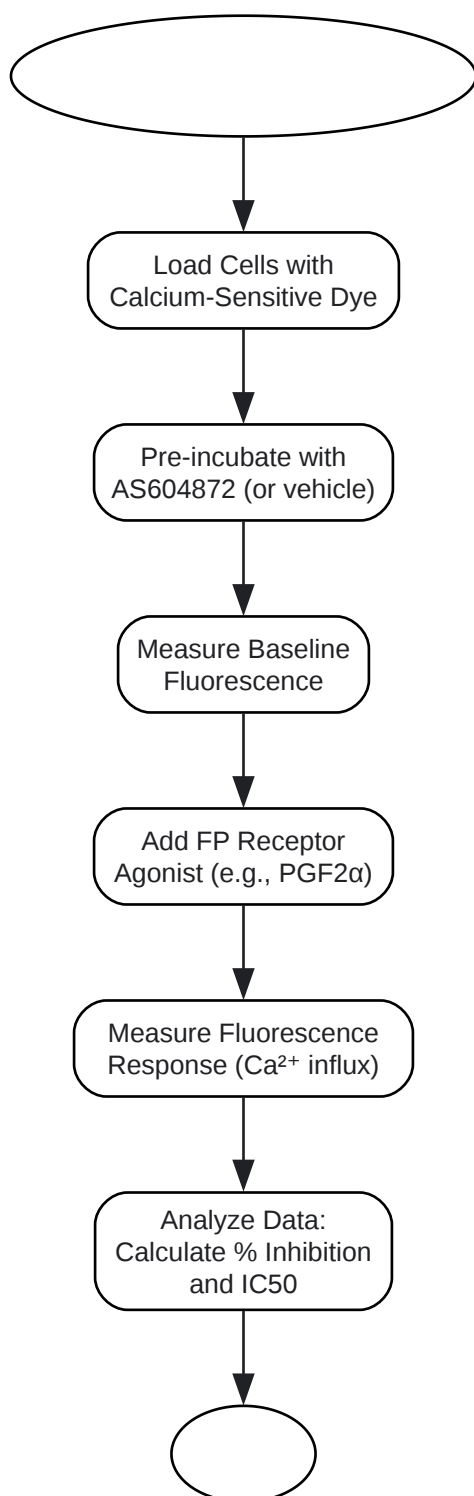 Load Cells with
Calcium-Sensitive Dye
Pre-incubate with
AS604872 (or vehicle)
Measure Baseline
Fluorescence
Add FP Receptor
Agonist (e.g., PGF2α)
Measure Fluorescence
Response (Ca²⁺ influx)
Analyze Data:
Calculate % Inhibition
and IC50